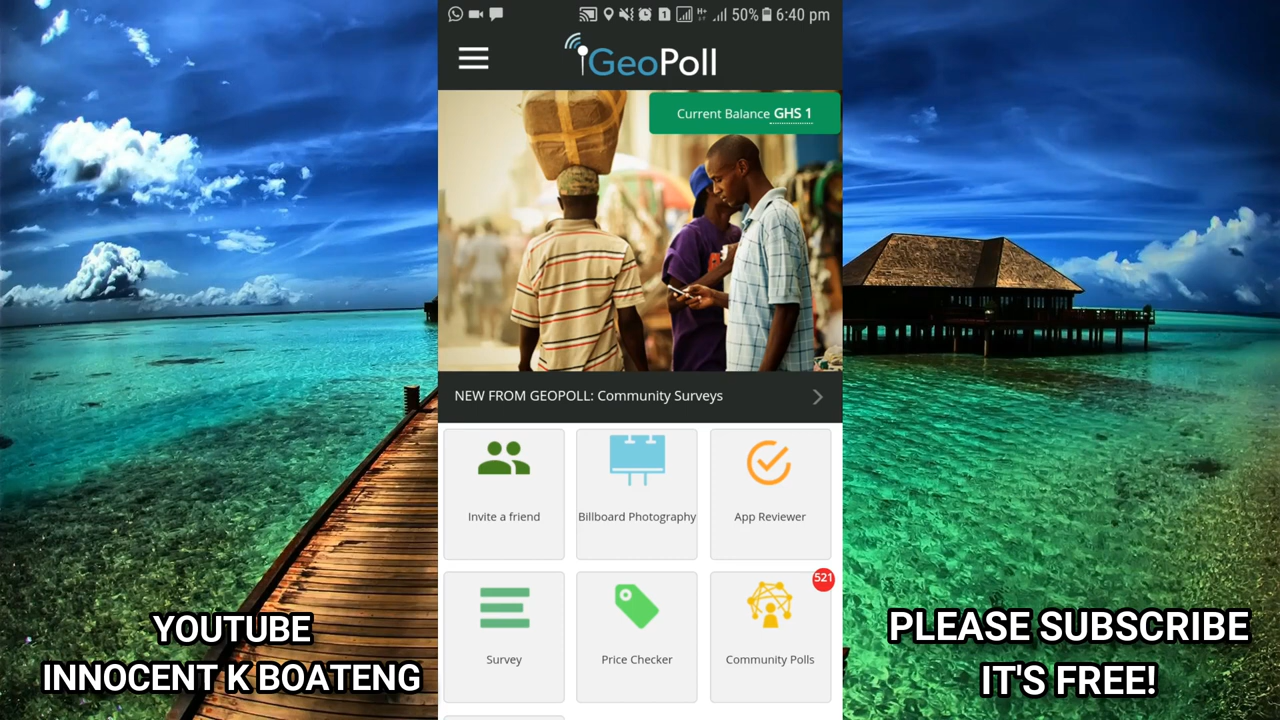 50% 6:40 pm
GeoPoll
Current Balance GHS 1
NEW FROM GEOPOLL: Community Surveys
Invite a friend
Billboard Photography
App Reviewer
521
Survey
Price Checker
Community Polls
YOUTUBE
INNOCENT K BOATENG
PLEASE SUBSCRIBE
IT'S FREE!